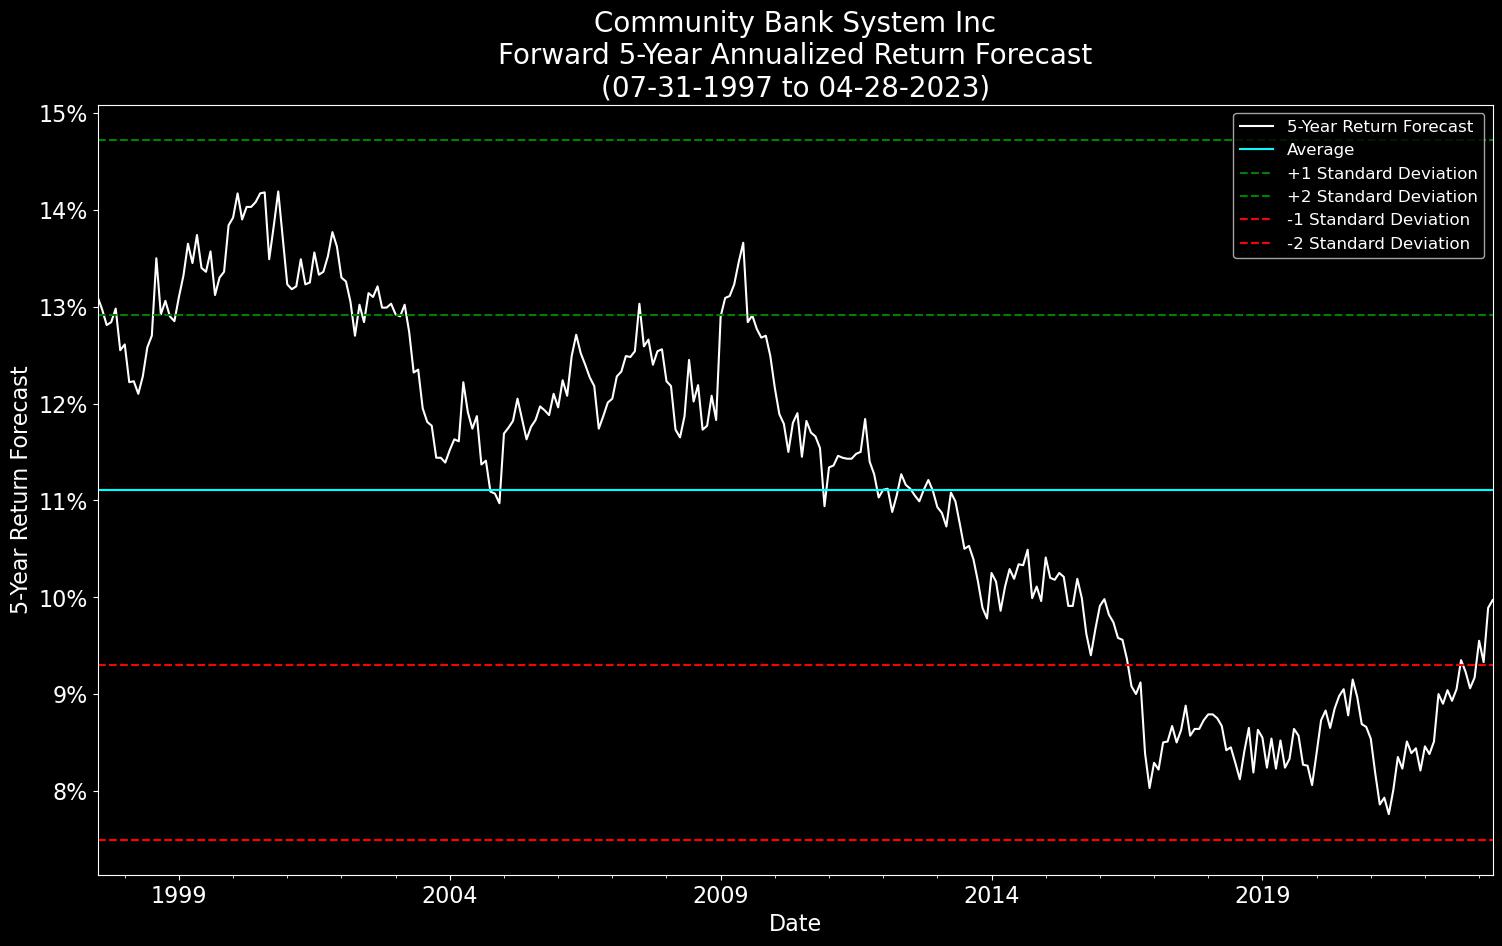 Community Bank System Inc
Forward 5-Year Annualized Return Forecast
(07-31-1997 to 04-28-2023)
15%
14%
13%
12%
11%
10%
9%
8%
5-Year Return Forecast
5-Year Return Forecast
Average
+1 Standard Deviation
+2 Standard Deviation
-1 Standard Deviation
-2 Standard Deviation
1999
2004
2009
2014
2019
Date